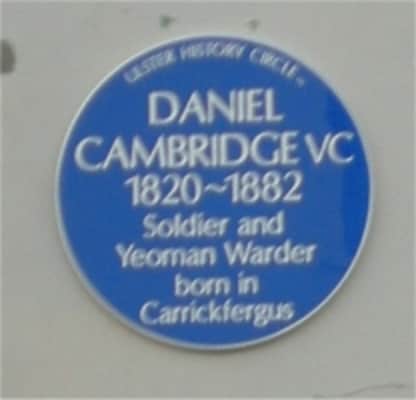 ULSTER HISTORY CIRCLE
DANIEL
CAMBRIDGE VC
1820~1882
Soldier and
Yeoman Warder
born in
Carrickfergus